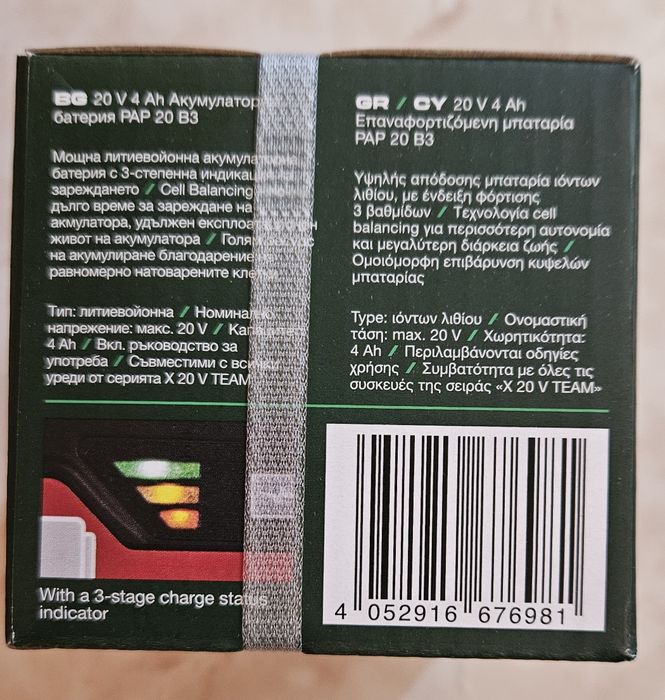 BG 20 V 4 Ah Акумулатор
батерия PAP 20 B3
Мощна литиевойонна акумулаторна
батерия с 3-степенна индикац
зареждането / Cell Balancing
дълго време за зареждане на
акумулатора, удължен експлоа
живот на акумулатора / Голям
на акумулиране благодарение
равномерно натоварените кле
Тип: литиевойонна / Номинално
напрежение: макс. 20 V / Капацитет:
4 Ah / Вкл. ръководство за
употреба / Съвместими с всички
уреди от серията X 20 V TEAM
GR / CY 20 V 4 Ah
Επαναφορτιζόμενη μπαταρία
PAP 20 B3
Υψηλής απόδοσης μπαταρία ιόντων
λιθίου, με ένδειξη φόρτισης
3 βαθμίδων / Τεχνολογία cell
balancing για περισσότερη αυτονομία
και μεγαλύτερη διάρκεια ζωής /
Ομοιόμορφη επιβάρυνση κυψελών
μπαταρίας
Type: ιόντων λιθίου / Ονομαστική
τάση: max. 20 V / Χωρητικότητα:
4 Ah / Περιλαμβάνονται οδηγίες
χρήσης / Συμβατότητα με όλες τις
συσκευές της σειράς «X 20 V TEAM»
With a 3-stage charge status
indicator
4 052916 676981